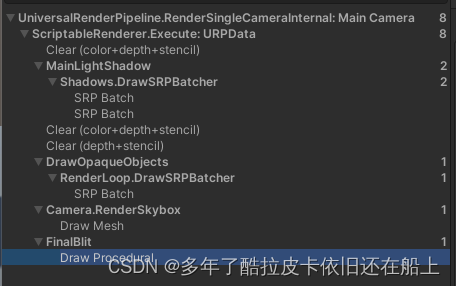 UniversalRenderPipeline.RenderSingleCameraInternal: Main Camera 8
ScriptableRenderer.Execute: URPData 8
Clear (color+depth+stencil)
MainLightShadow 2
Shadows.DrawSRPBatcher 2
SRP Batch
SRP Batch
Clear (color+depth+stencil)
Clear (depth+stencil)
DrawOpaqueObjects 1
RenderLoop.DrawSRPBatcher 1
SRP Batch
Camera.RenderSkybox 1
Draw Mesh
FinalBlit 1
Draw Procedural
CSDN @多年了酷拉皮卡依旧还在船上